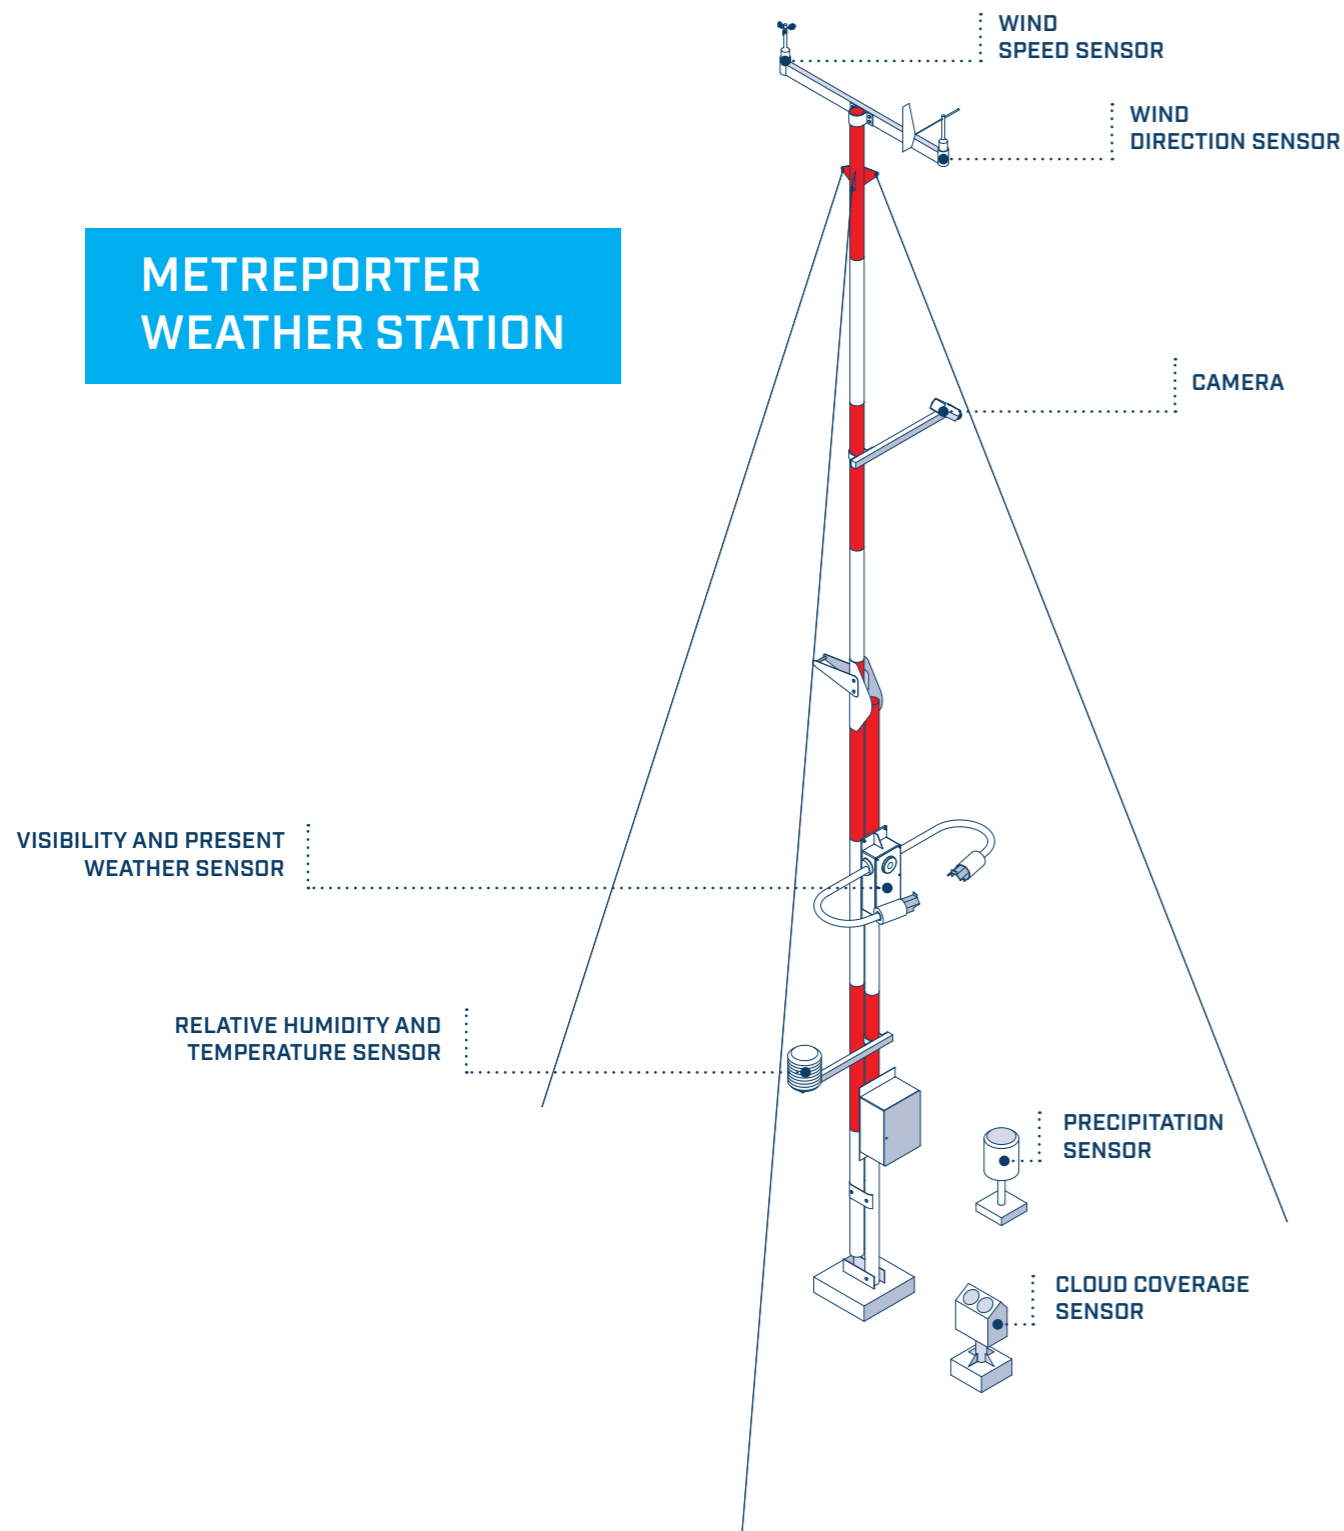 WIND
SPEED SENSOR
WIND
DIRECTION SENSOR
METREPORTER
WEATHER STATION
CAMERA
VISIBILITY AND PRESENT
WEATHER SENSOR
RELATIVE HUMIDITY AND
TEMPERATURE SENSOR
PRECIPITATION
SENSOR
CLOUD COVERAGE
SENSOR